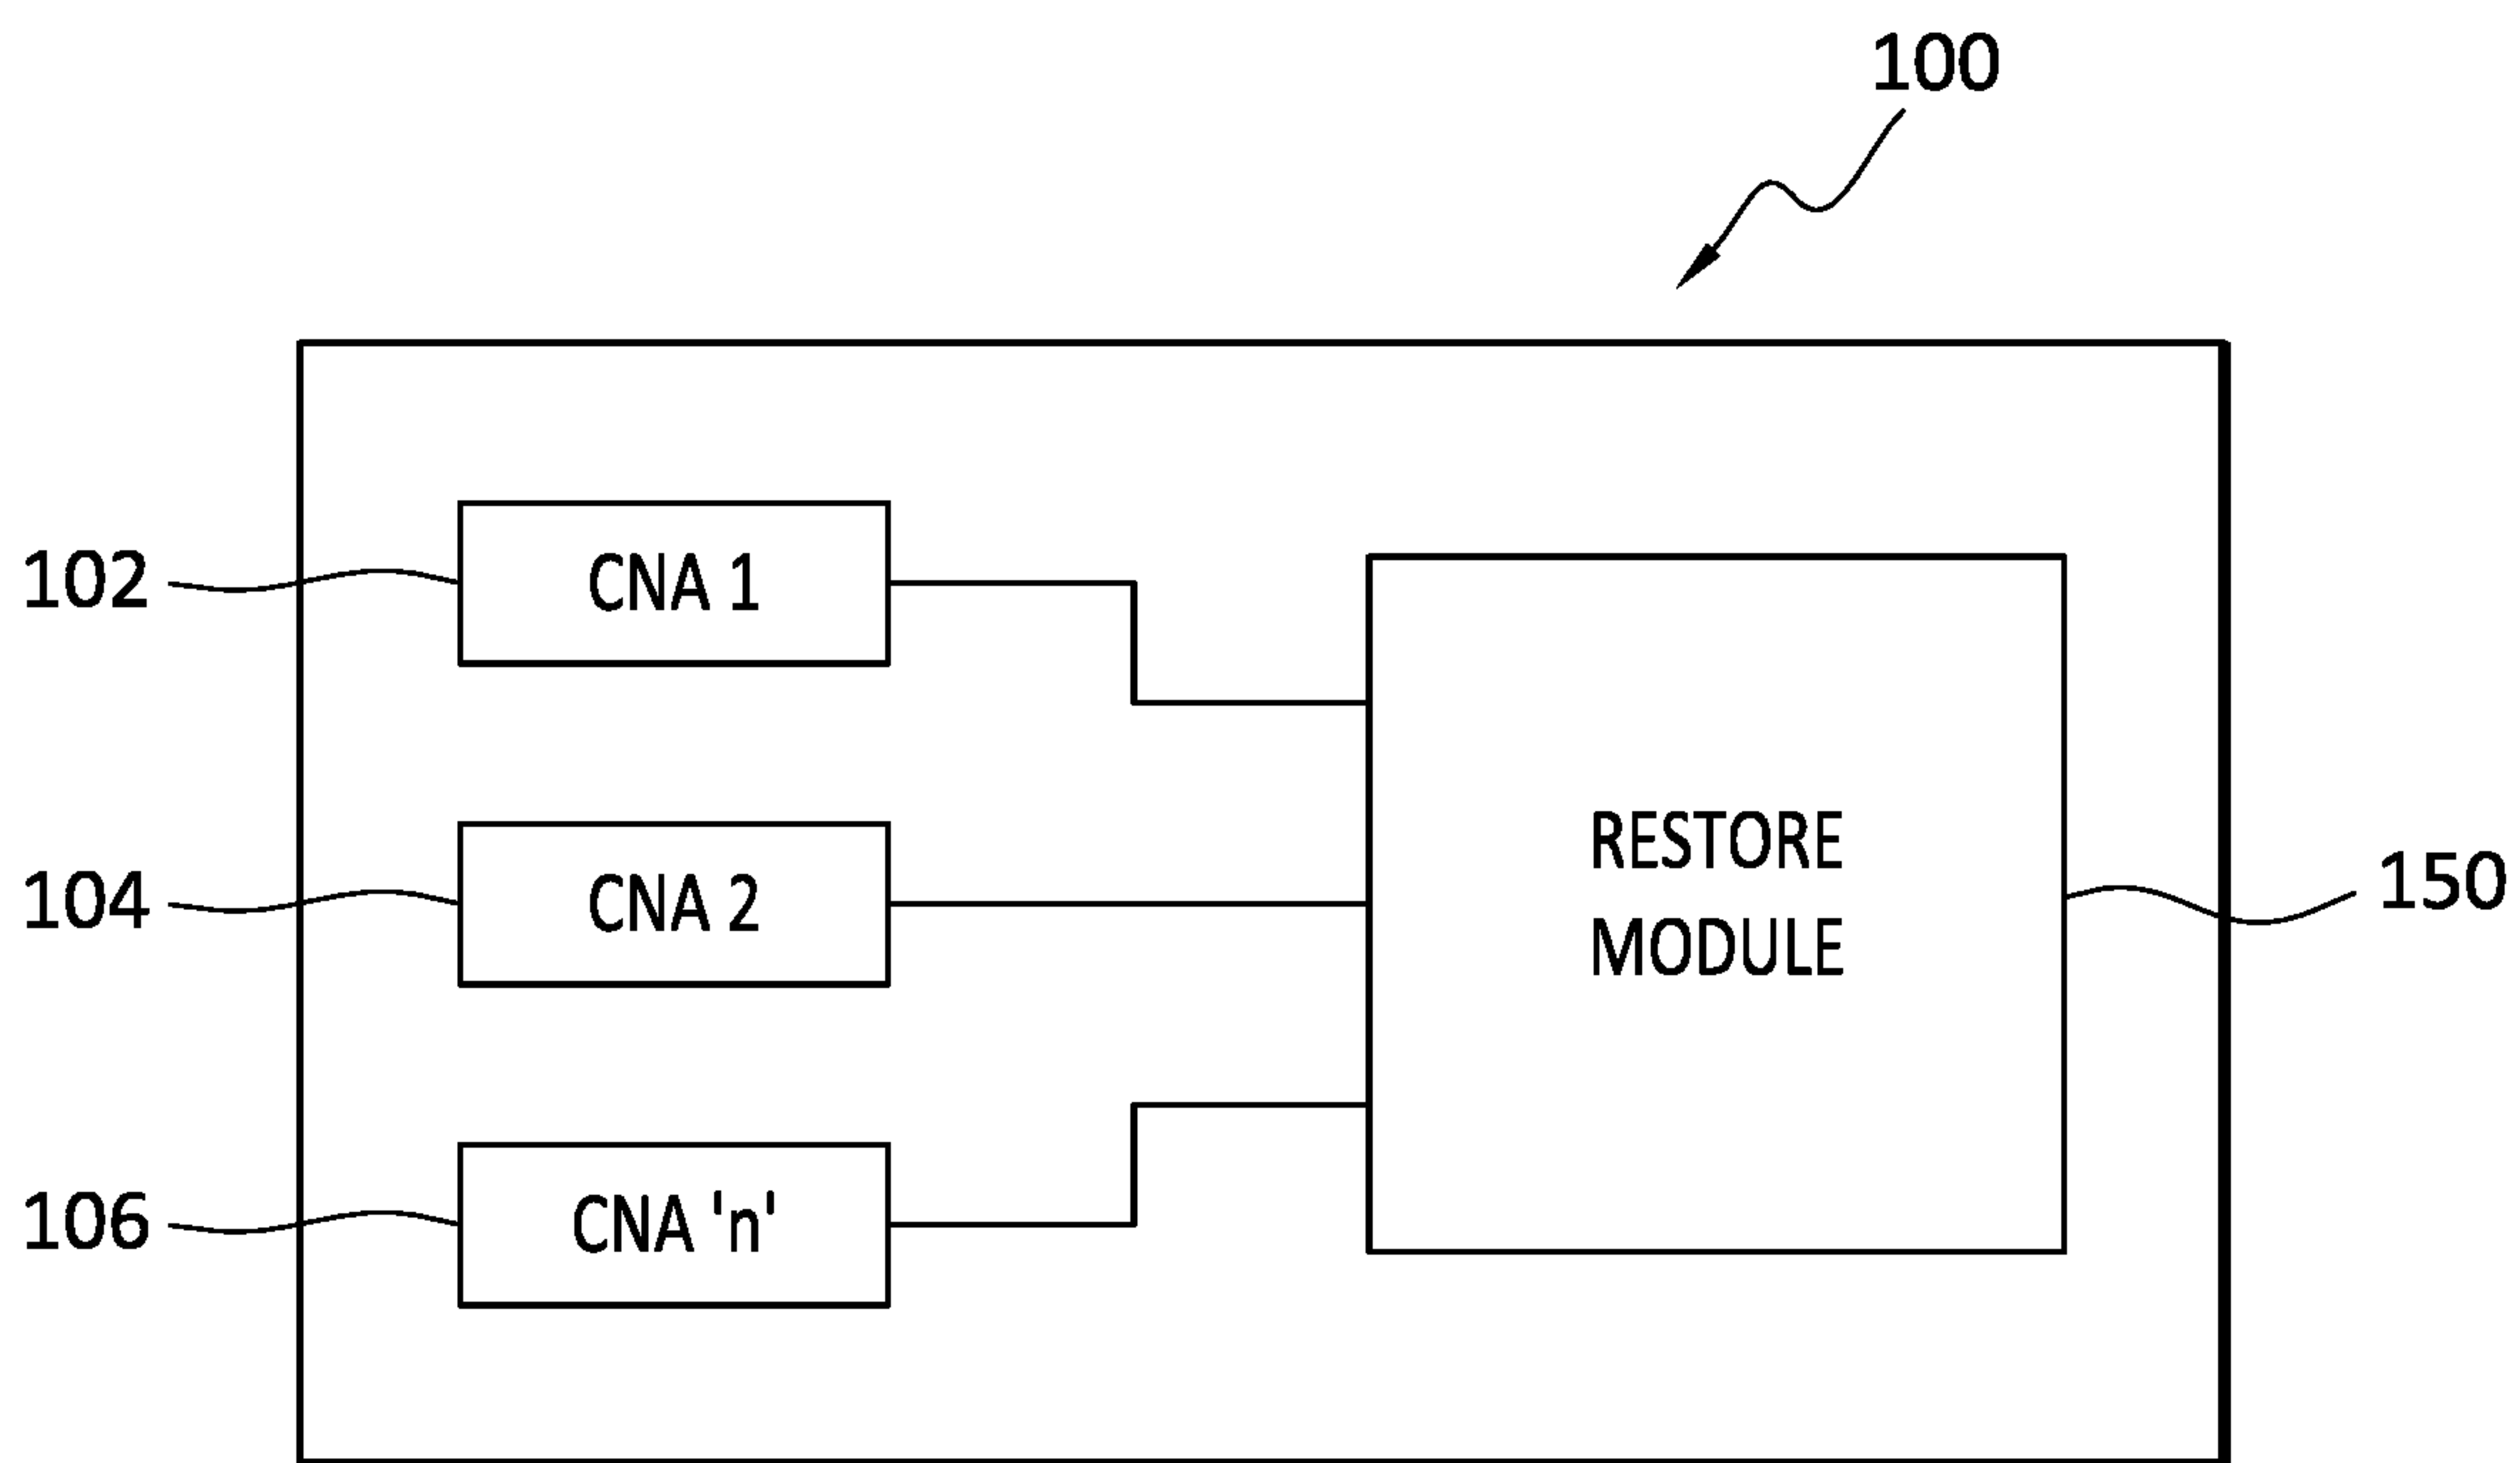 100
102
CNA 1
104
CNA 2
RESTORE
MODULE
150
106
CNA 'n'